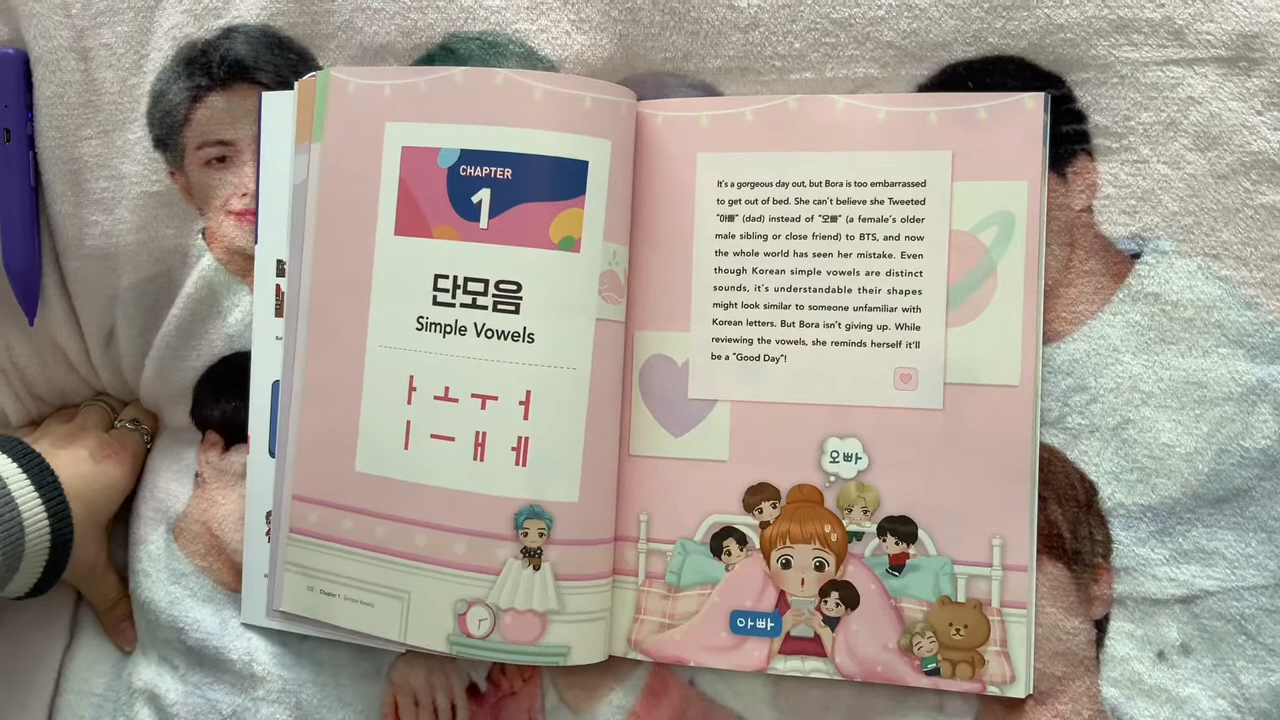 CHAPTER
1
단모음
Simple Vowels
ㅏ ㅗ ㅜ ㅓ
ㅣ ㅡ ㅐ ㅔ
028 Chapter 1. Simple Vowels
It's a gorgeous day out, but Bora is too embarrassed
to get out of bed. She can't believe she Tweeted
"아빠" (dad) instead of "오빠" (a female's older
male sibling or close friend) to BTS, and now
the whole world has seen her mistake. Even
though Korean simple vowels are distinct
sounds, it's understandable their shapes
might look similar to someone unfamiliar with
Korean letters. But Bora isn't giving up. While
reviewing the vowels, she reminds herself it'll
be a "Good Day"!
오빠
아빠